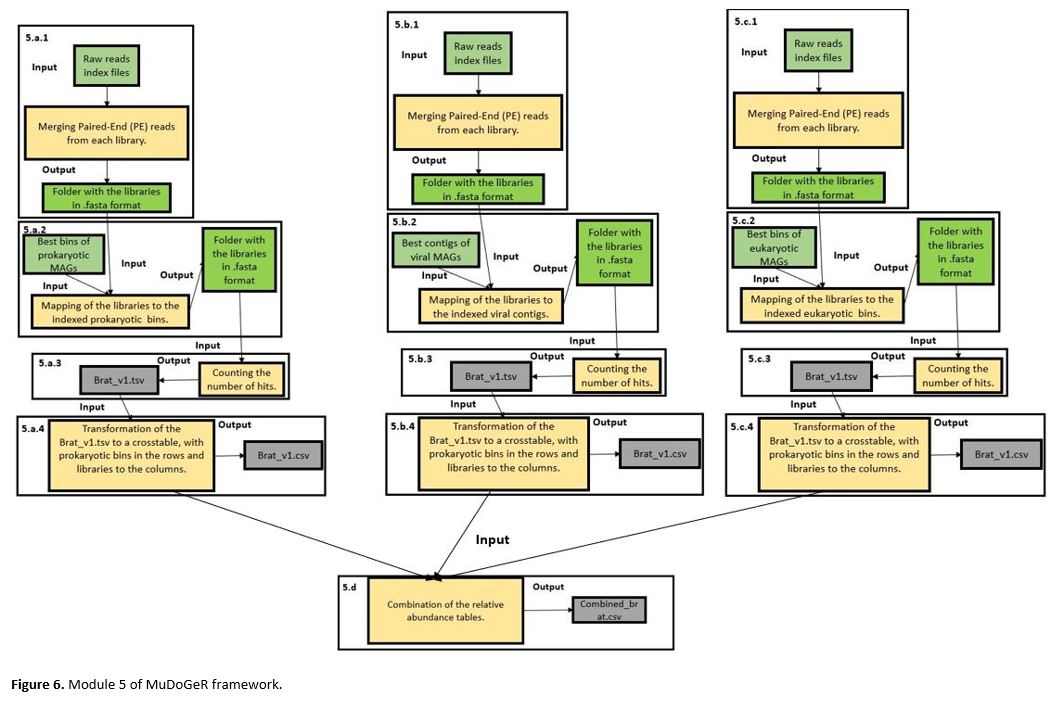 5.a.1
Input
Raw reads
index files
Merging Paired-End (PE) reads
from each library.
Output
Folder with the libraries
in .fasta format
5.a.2
Best bins of
prokaryotic
MAGs
Input
Input
Output
Folder with
the libraries
in .fasta
format
Mapping of the libraries to the
indexed prokaryotic bins.
Input
5.a.3
Output
Brat_v1.tsv
Counting the
number of hits.
Input
5.a.4
Transformation of the
Brat_v1.tsv to a crosstable, with
prokaryotic bins in the rows and
libraries to the columns.
Output
Brat_v1.csv
5.b.1
Input
Raw reads
index files
Merging Paired-End (PE) reads
from each library.
Output
Folder with the libraries
in .fasta format
5.b.2
Best contigs of
viral MAGs
Input
Input
Output
Folder with
the libraries
in .fasta
format
Mapping of the libraries to
the indexed viral contigs.
Input
5.b.3
Output
Brat_v1.tsv
Counting the
number of hits.
Input
5.b.4
Transformation of the
Brat_v1.tsv to a crosstable, with
prokaryotic bins in the rows and
libraries to the columns.
Output
Brat_v1.csv
5.c.1
Input
Raw reads
index files
Merging Paired-End (PE) reads
from each library.
Output
Folder with the libraries
in .fasta format
5.c.2
Best bins of
eukaryotic
MAGs
Input
Input
Output
Folder with
the libraries
in .fasta
format
Mapping of the libraries to the
indexed eukaryotic bins.
Input
5.c.3
Output
Brat_v1.tsv
Counting the
number of hits.
Input
5.c.4
Transformation of the
Brat_v1.tsv to a crosstable, with
prokaryotic bins in the rows and
libraries to the columns.
Output
Brat_v1.csv
Input
5.d
Combination of the relative
abundance tables.
Output
Combined_br
at.csv
Figure 6. Module 5 of MuDoGeR framework.